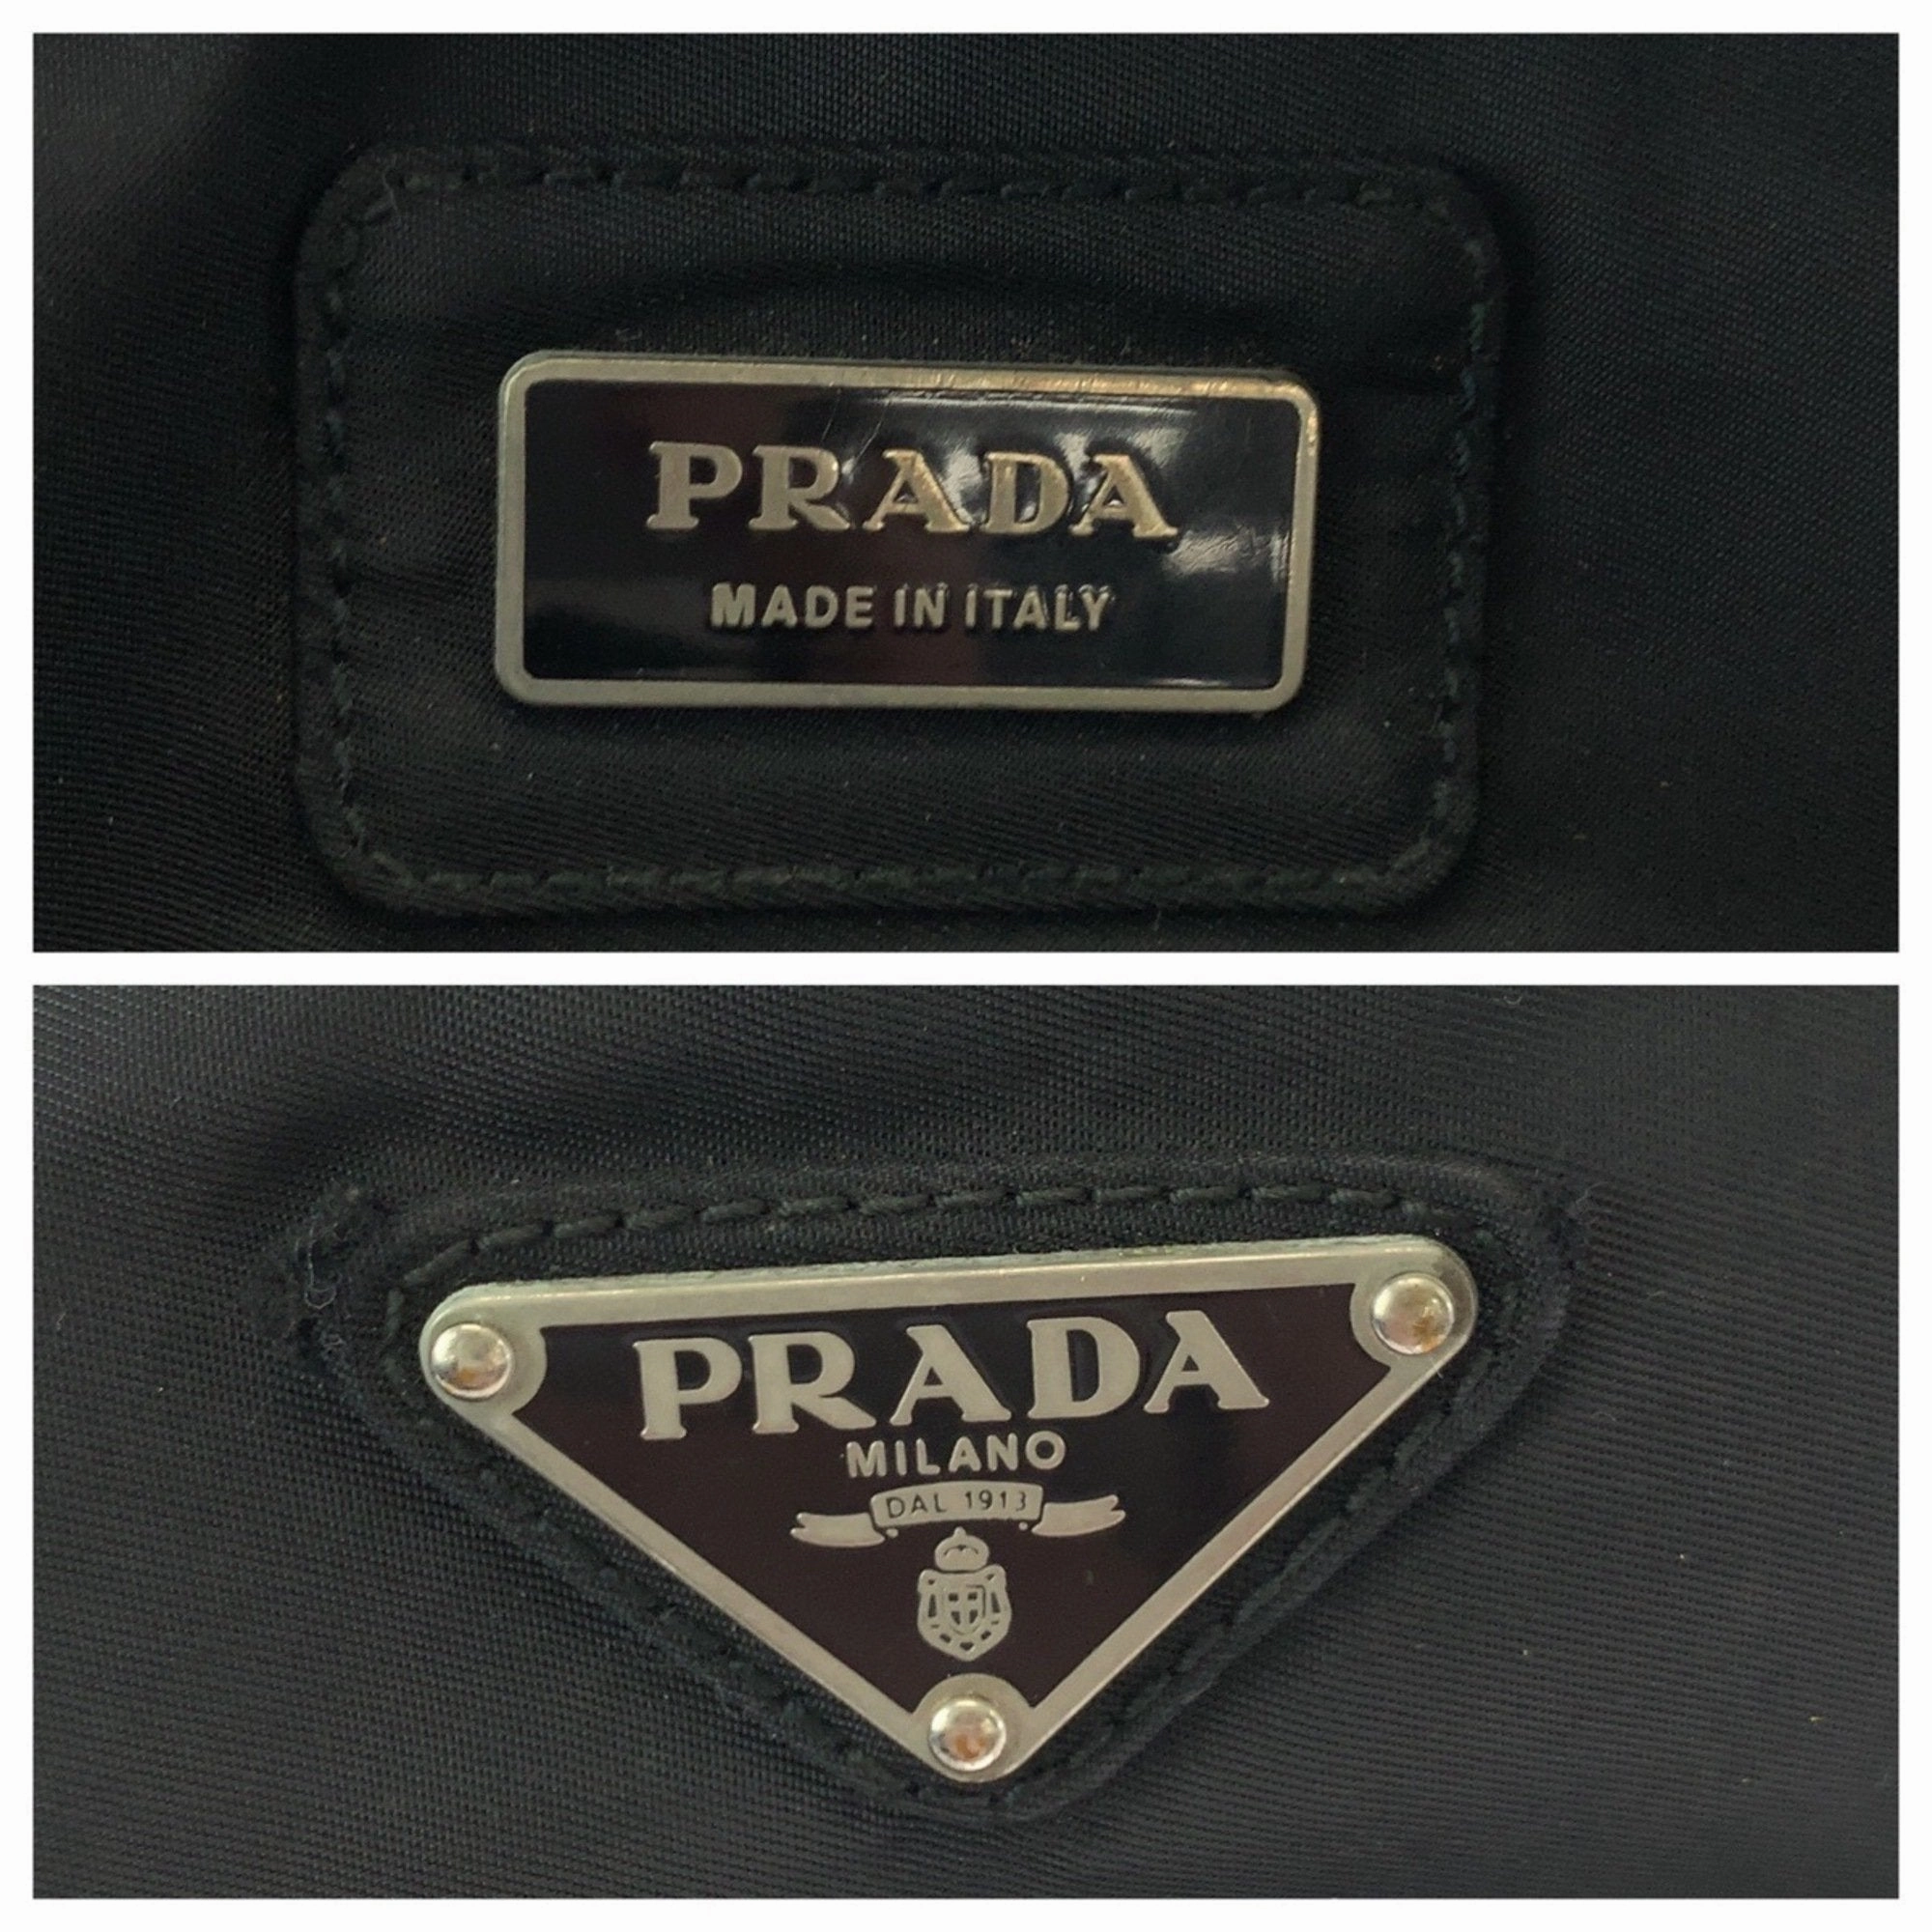 PRADA
MADE IN ITALY
PRADA
MILANO
DAL 1913